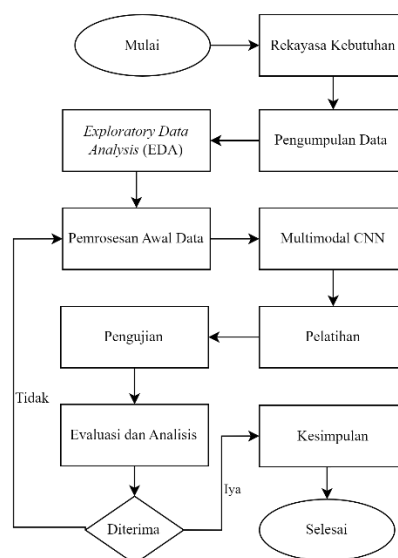 Mulai
Rekayasa Kebutuhan
Exploratory Data
Analysis (EDA)
Pengumpulan Data
Pemrosesan Awal Data
Multimodal CNN
Pengujian
Pelatihan
Tidak
Evaluasi dan Analisis
Kesimpulan
Iya
Diterima
Selesai